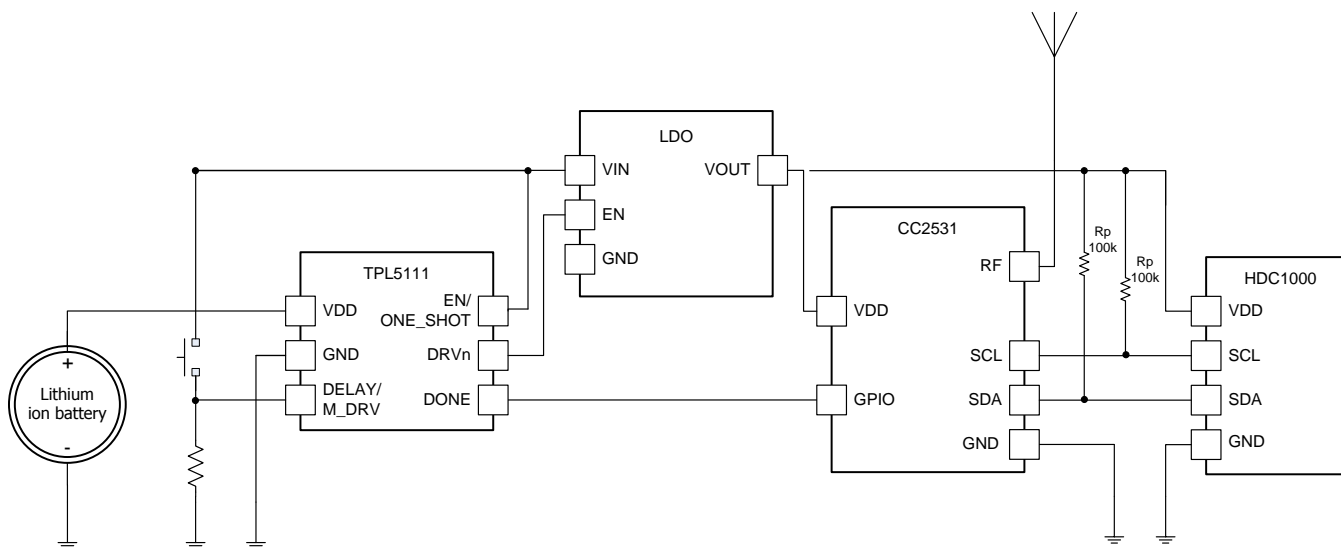 LDO
VIN
VOUT
EN
GND
TPL5111
VDD
EN/
ONE_SHOT
GND
DRVn
DELAY/
M_DRV
DONE
+
Lithium
ion battery
-
CC2531
RF
VDD
SCL
GPIO
SDA
GND
Rp
100k
Rp
100k
HDC1000
VDD
SCL
SDA
GND